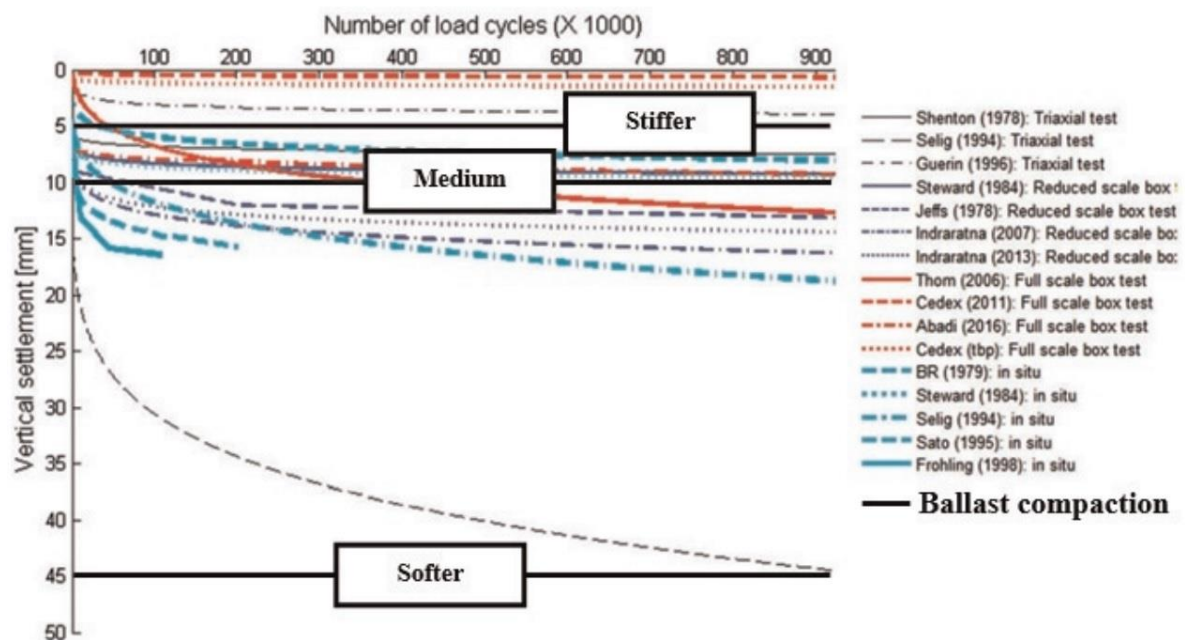 Number of load cycles (X 1000)
100 200 300 400 500 600 700 800 900
0
5
10
15
20
25
30
35
40
45
50
Vertical settlement [mm]
Stiffer
Medium
Softer
Shenton (1978): Triaxial test
Selig (1994): Triaxial test
Guerin (1996): Triaxial test
Steward (1984): Reduced scale box
Jeffs (1978): Reduced scale box test
Indraratna (2007): Reduced scale bo
Indraratna (2013): Reduced scale bo
Thom (2006): Full scale box test
Cedex (2011): Full scale box test
Abadi (2016): Full scale box test
Cedex (tbp): Full scale box test
BR (1979): in situ
Steward (1984): in situ
Selig (1994): in situ
Sato (1995): in situ
Frohling (1998): in situ
Ballast compaction